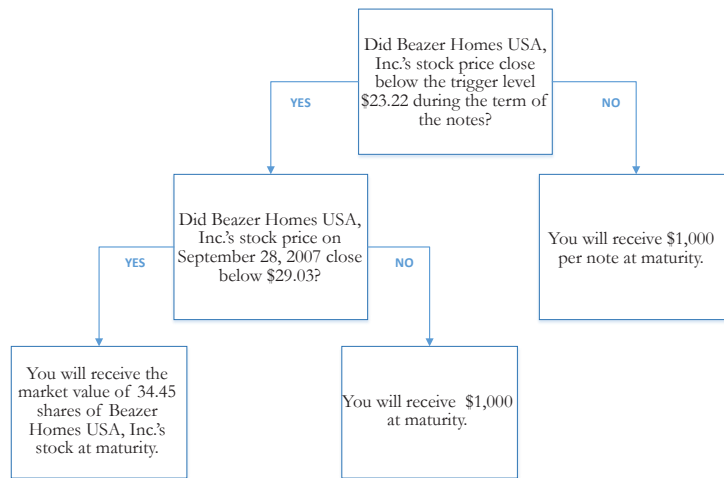 Did Beazer Homes USA,
Inc.'s stock price close
below the trigger level
$23.22 during the term of
the notes?
YES
NO
Did Beazer Homes USA,
Inc.'s stock price on
September 28, 2007 close
below $29.03?
You will receive $1,000
per note at maturity.
YES
NO
You will receive the
market value of 34.45
shares of Beazer
Homes USA, Inc.'s
stock at maturity.
You will receive $1,000
at maturity.